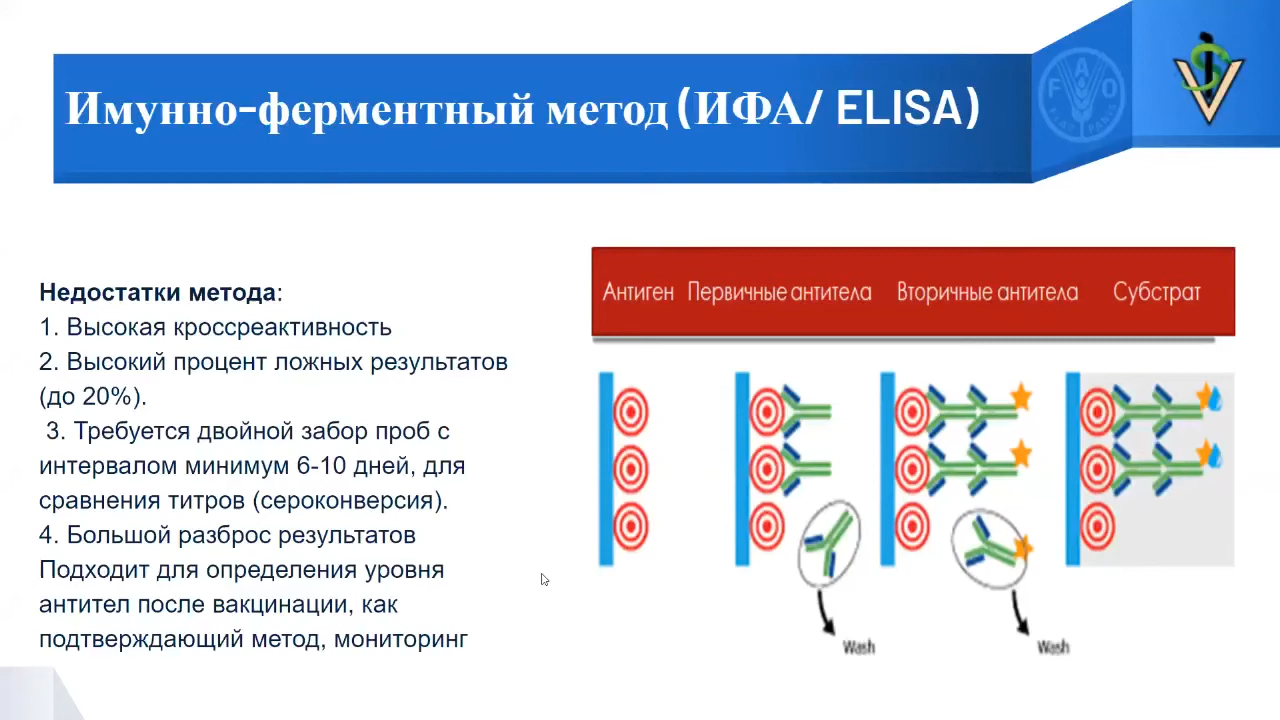 Имунно-ферментный метод (ИФА/ ELISA)
F A O
Недостатки метода:
1. Высокая кроссреактивность
2. Высокий процент ложных результатов
(до 20%).
3. Требуется двойной забор проб с
интервалом минимум 6-10 дней, для
сравнения титров (сероконверсия).
4. Большой разброс результатов
Подходит для определения уровня
антител после вакцинации, как
подтверждающий метод, мониторинг
Антиген Первичные антитела Вторичные антитела Субстрат
Wash Wash